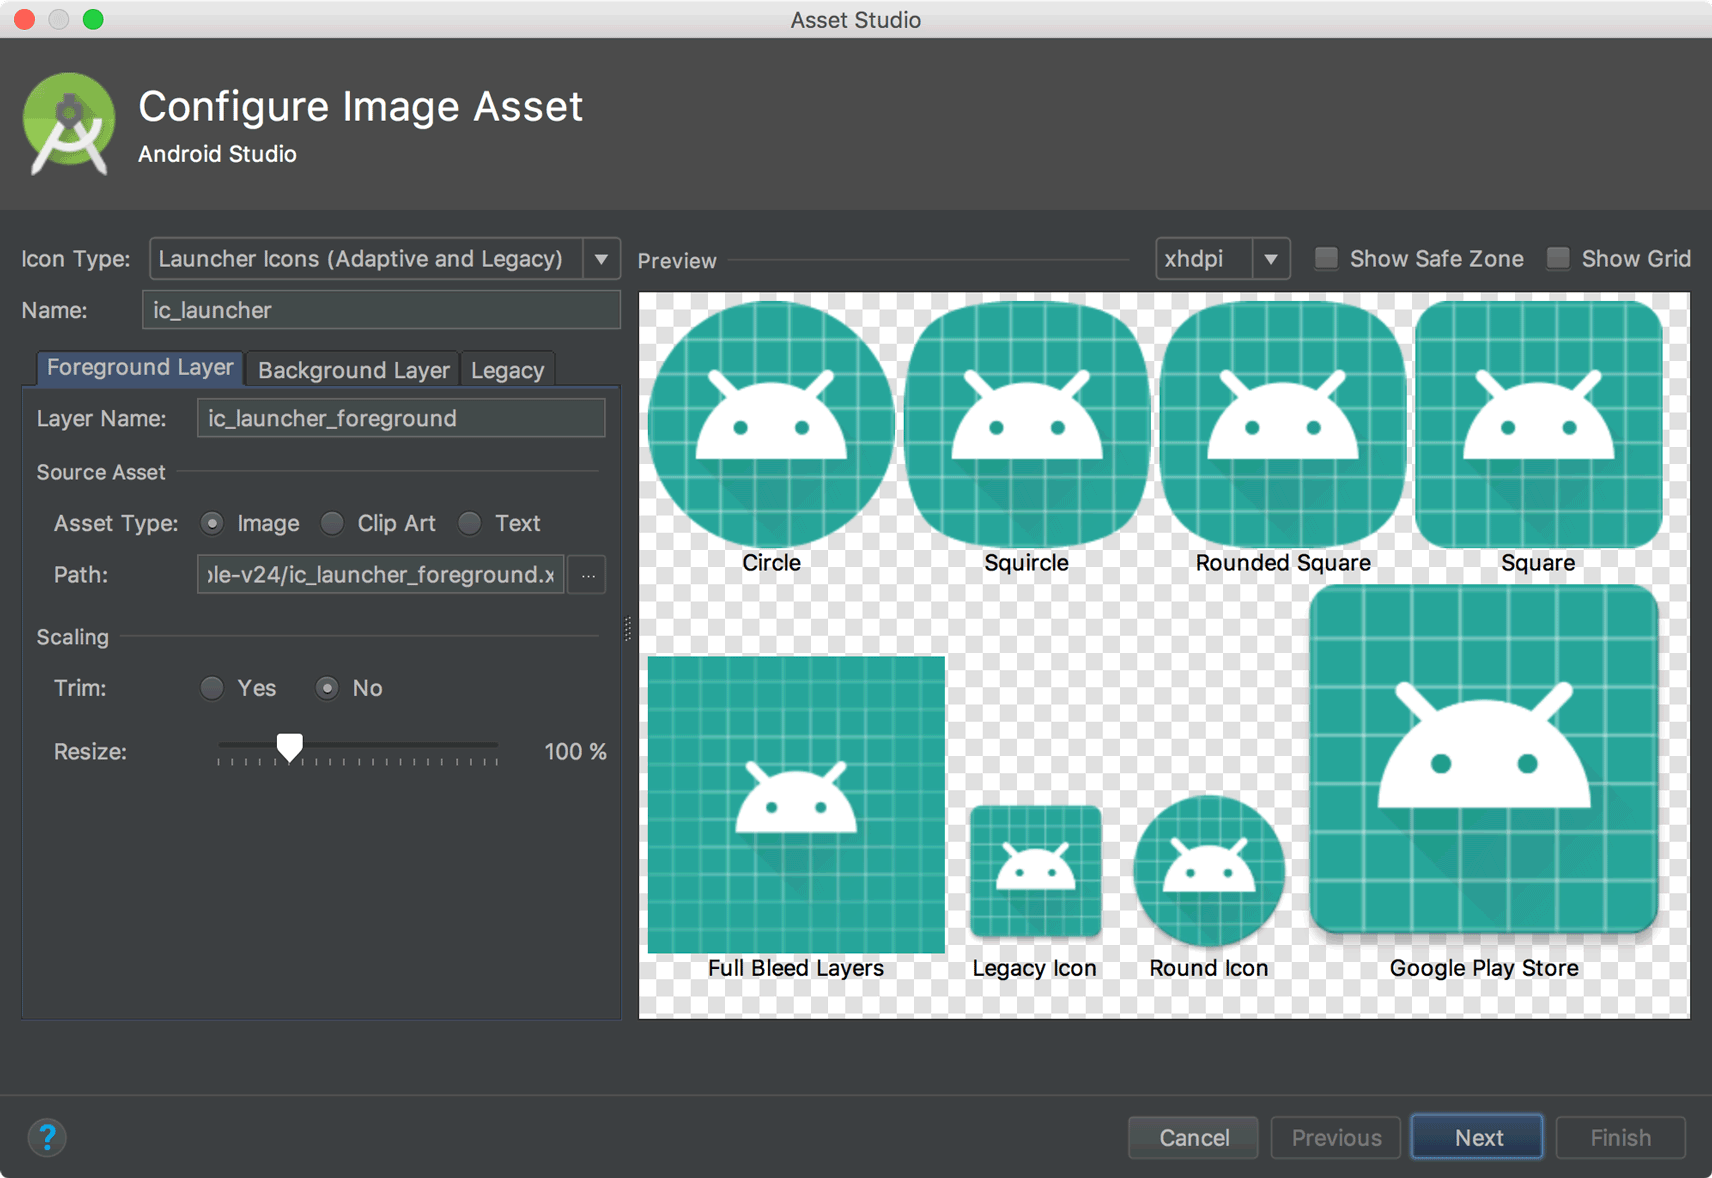 Asset Studio
Configure Image Asset
Android Studio
Icon Type: Launcher Icons (Adaptive and Legacy)
Name: ic_launcher
Foreground Layer Background Layer Legacy
Layer Name: ic_launcher_foreground
Source Asset
Asset Type: Image Clip Art Text
Path: ble-v24/ic_launcher_foreground.x ...
Scaling
Trim: Yes No
Resize: 100 %
Preview xhdpi Show Safe Zone Show Grid
Circle Squircle Rounded Square Square
Full Bleed Layers Legacy Icon Round Icon Google Play Store
? Cancel Previous Next Finish